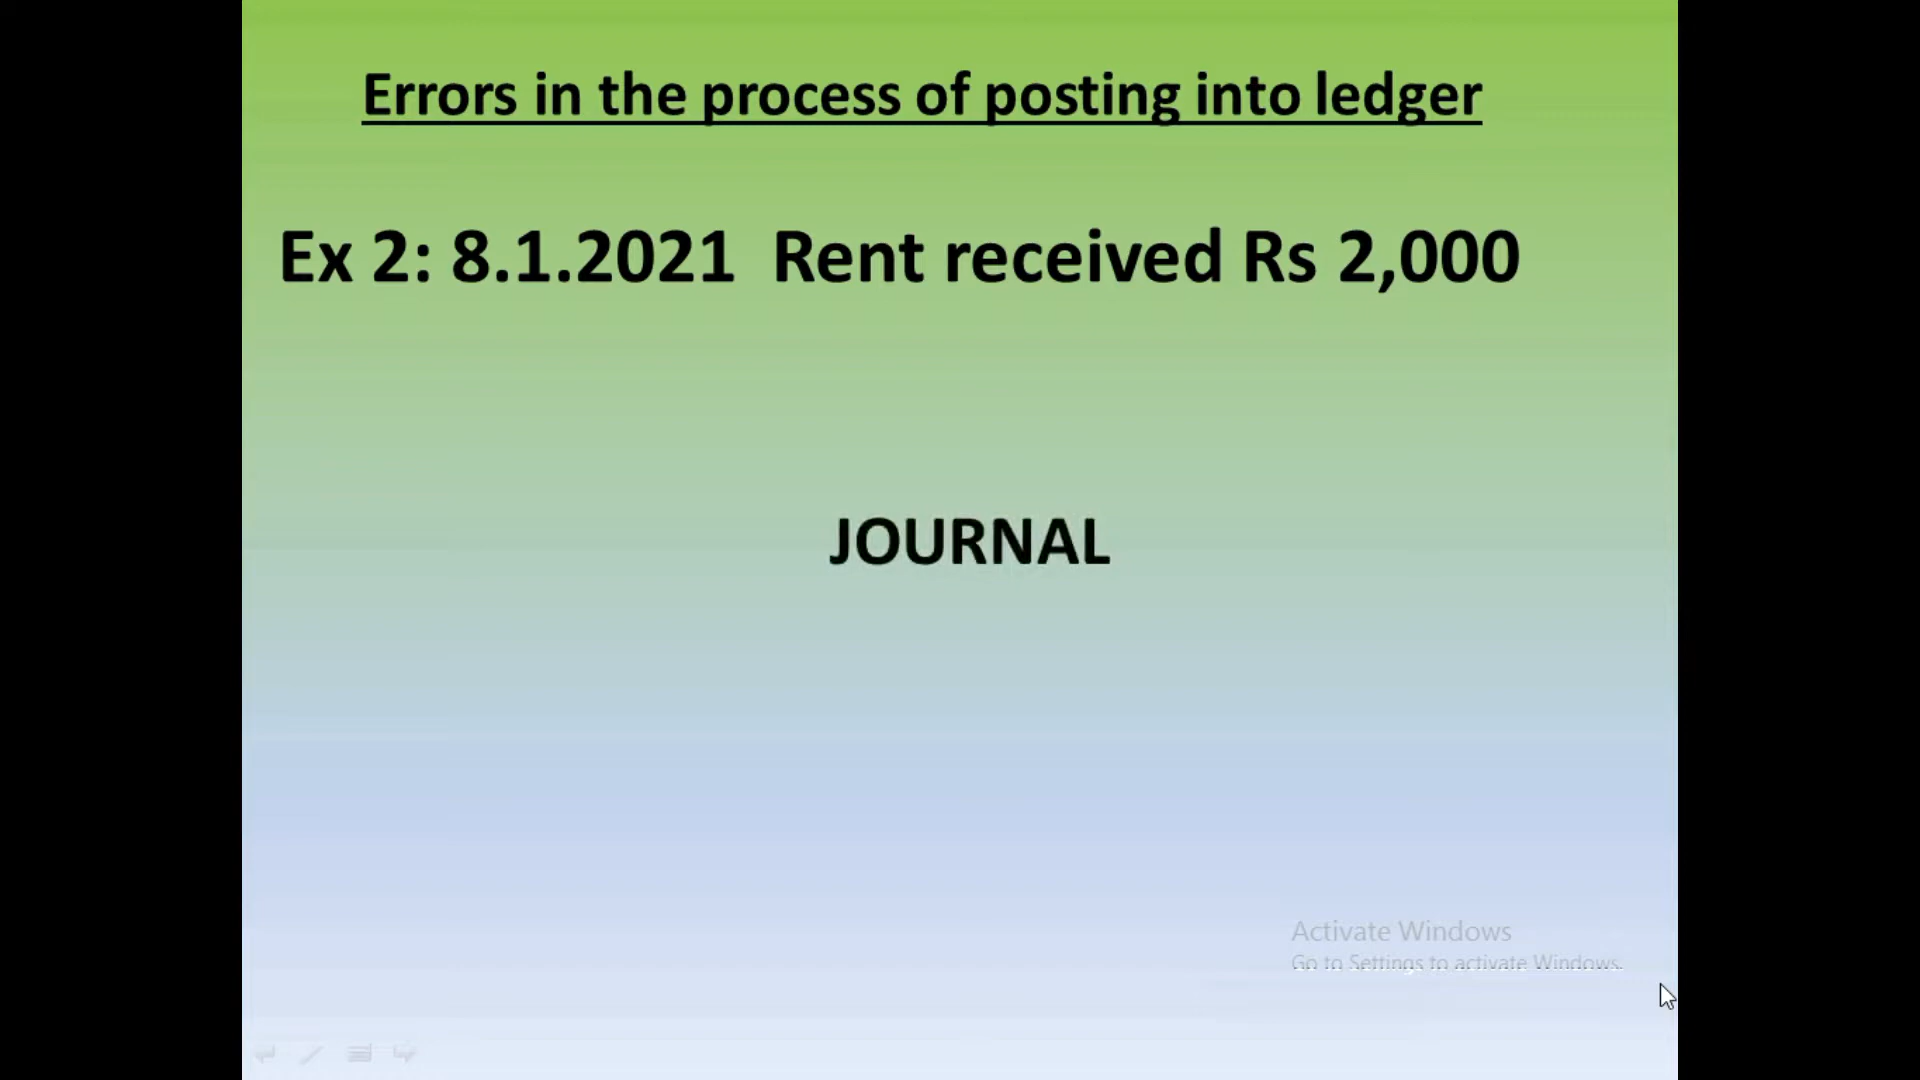 Errors in the process of posting into ledger
Ex 2: 8.1.2021 Rent received Rs 2,000
JOURNAL
Activate Windows
Go to Settings to activate Windows.